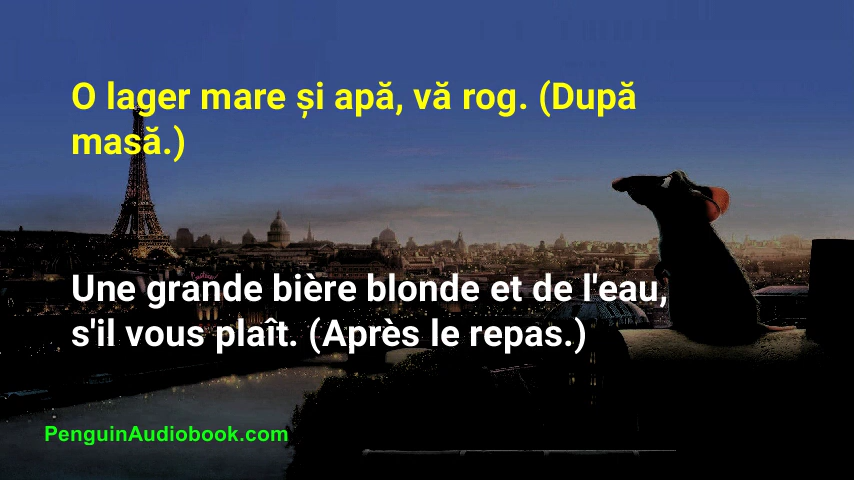 O lager mare și apă, vă rog. (După
masă.)
Une grande bière blonde et de l'eau,
s'il vous plaît. (Après le repas.)
PenguinAudiobook.com